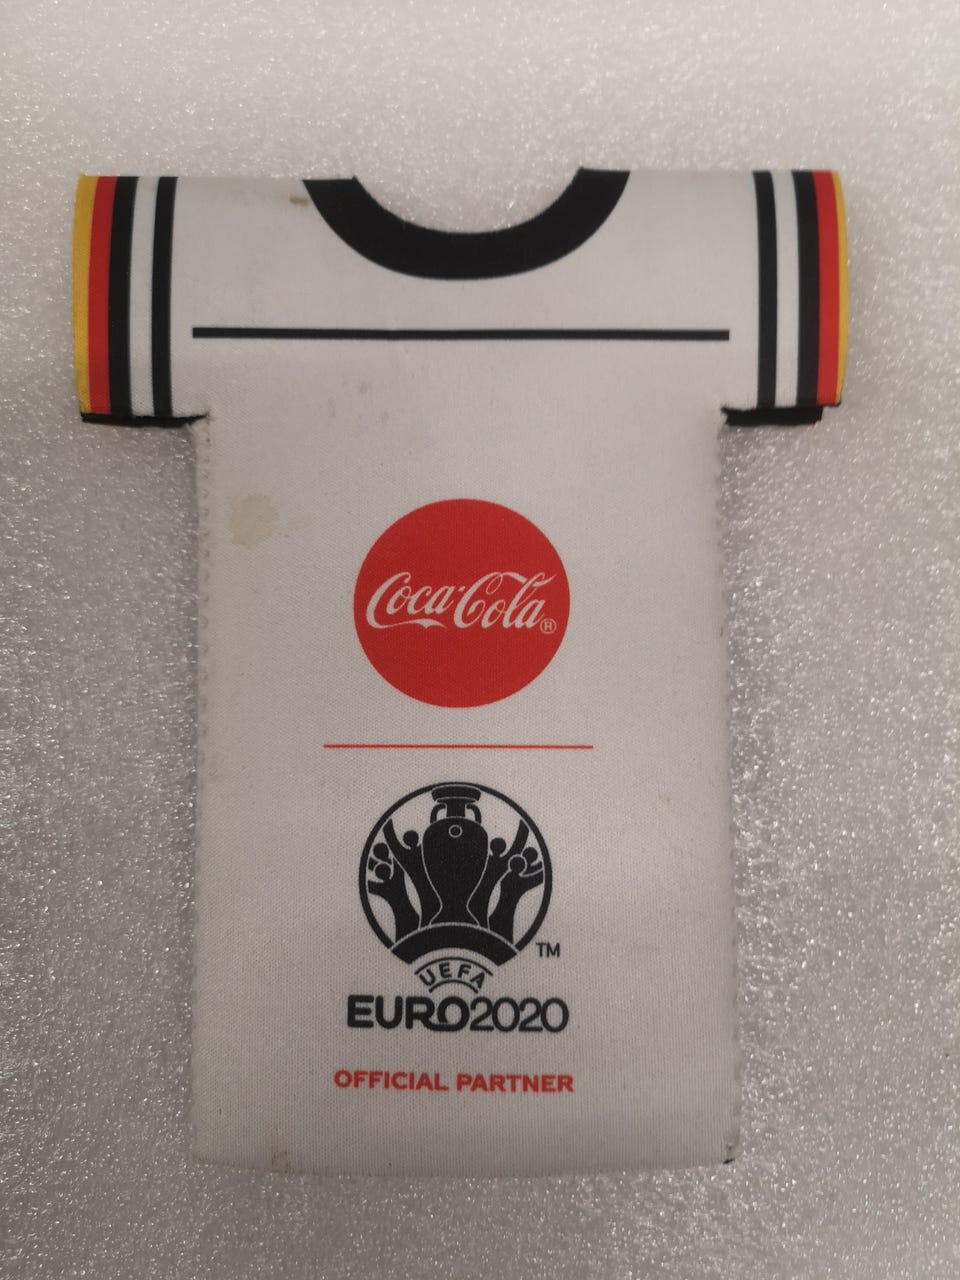 Coca-Cola®
TM
UEFA
EURO2020
OFFICIAL PARTNER